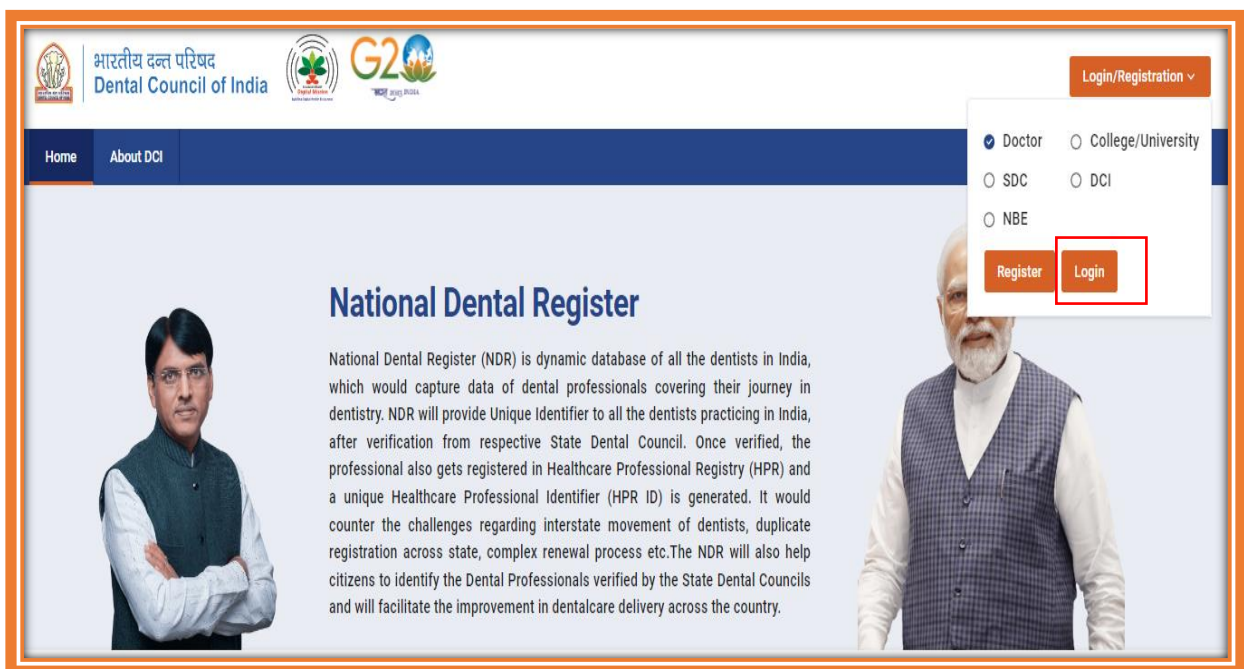 भारतीय दन्त परिषद
Dental Council of India
G20
Login/Registration
Home
About DCI
Doctor
College/University
SDC
DCI
NBE
Register
Login
National Dental Register
National Dental Register (NDR) is dynamic database of all the dentists in India,
which would capture data of dental professionals covering their journey in
dentistry. NDR will provide Unique Identifier to all the dentists practicing in India,
after verification from respective State Dental Council. Once verified, the
professional also gets registered in Healthcare Professional Registry (HPR) and
a unique Healthcare Professional Identifier (HPR ID) is generated. It would
counter the challenges regarding interstate movement of dentists, duplicate
registration across state, complex renewal process etc.The NDR will also help
citizens to identify the Dental Professionals verified by the State Dental Councils
and will facilitate the improvement in dentalcare delivery across the country.